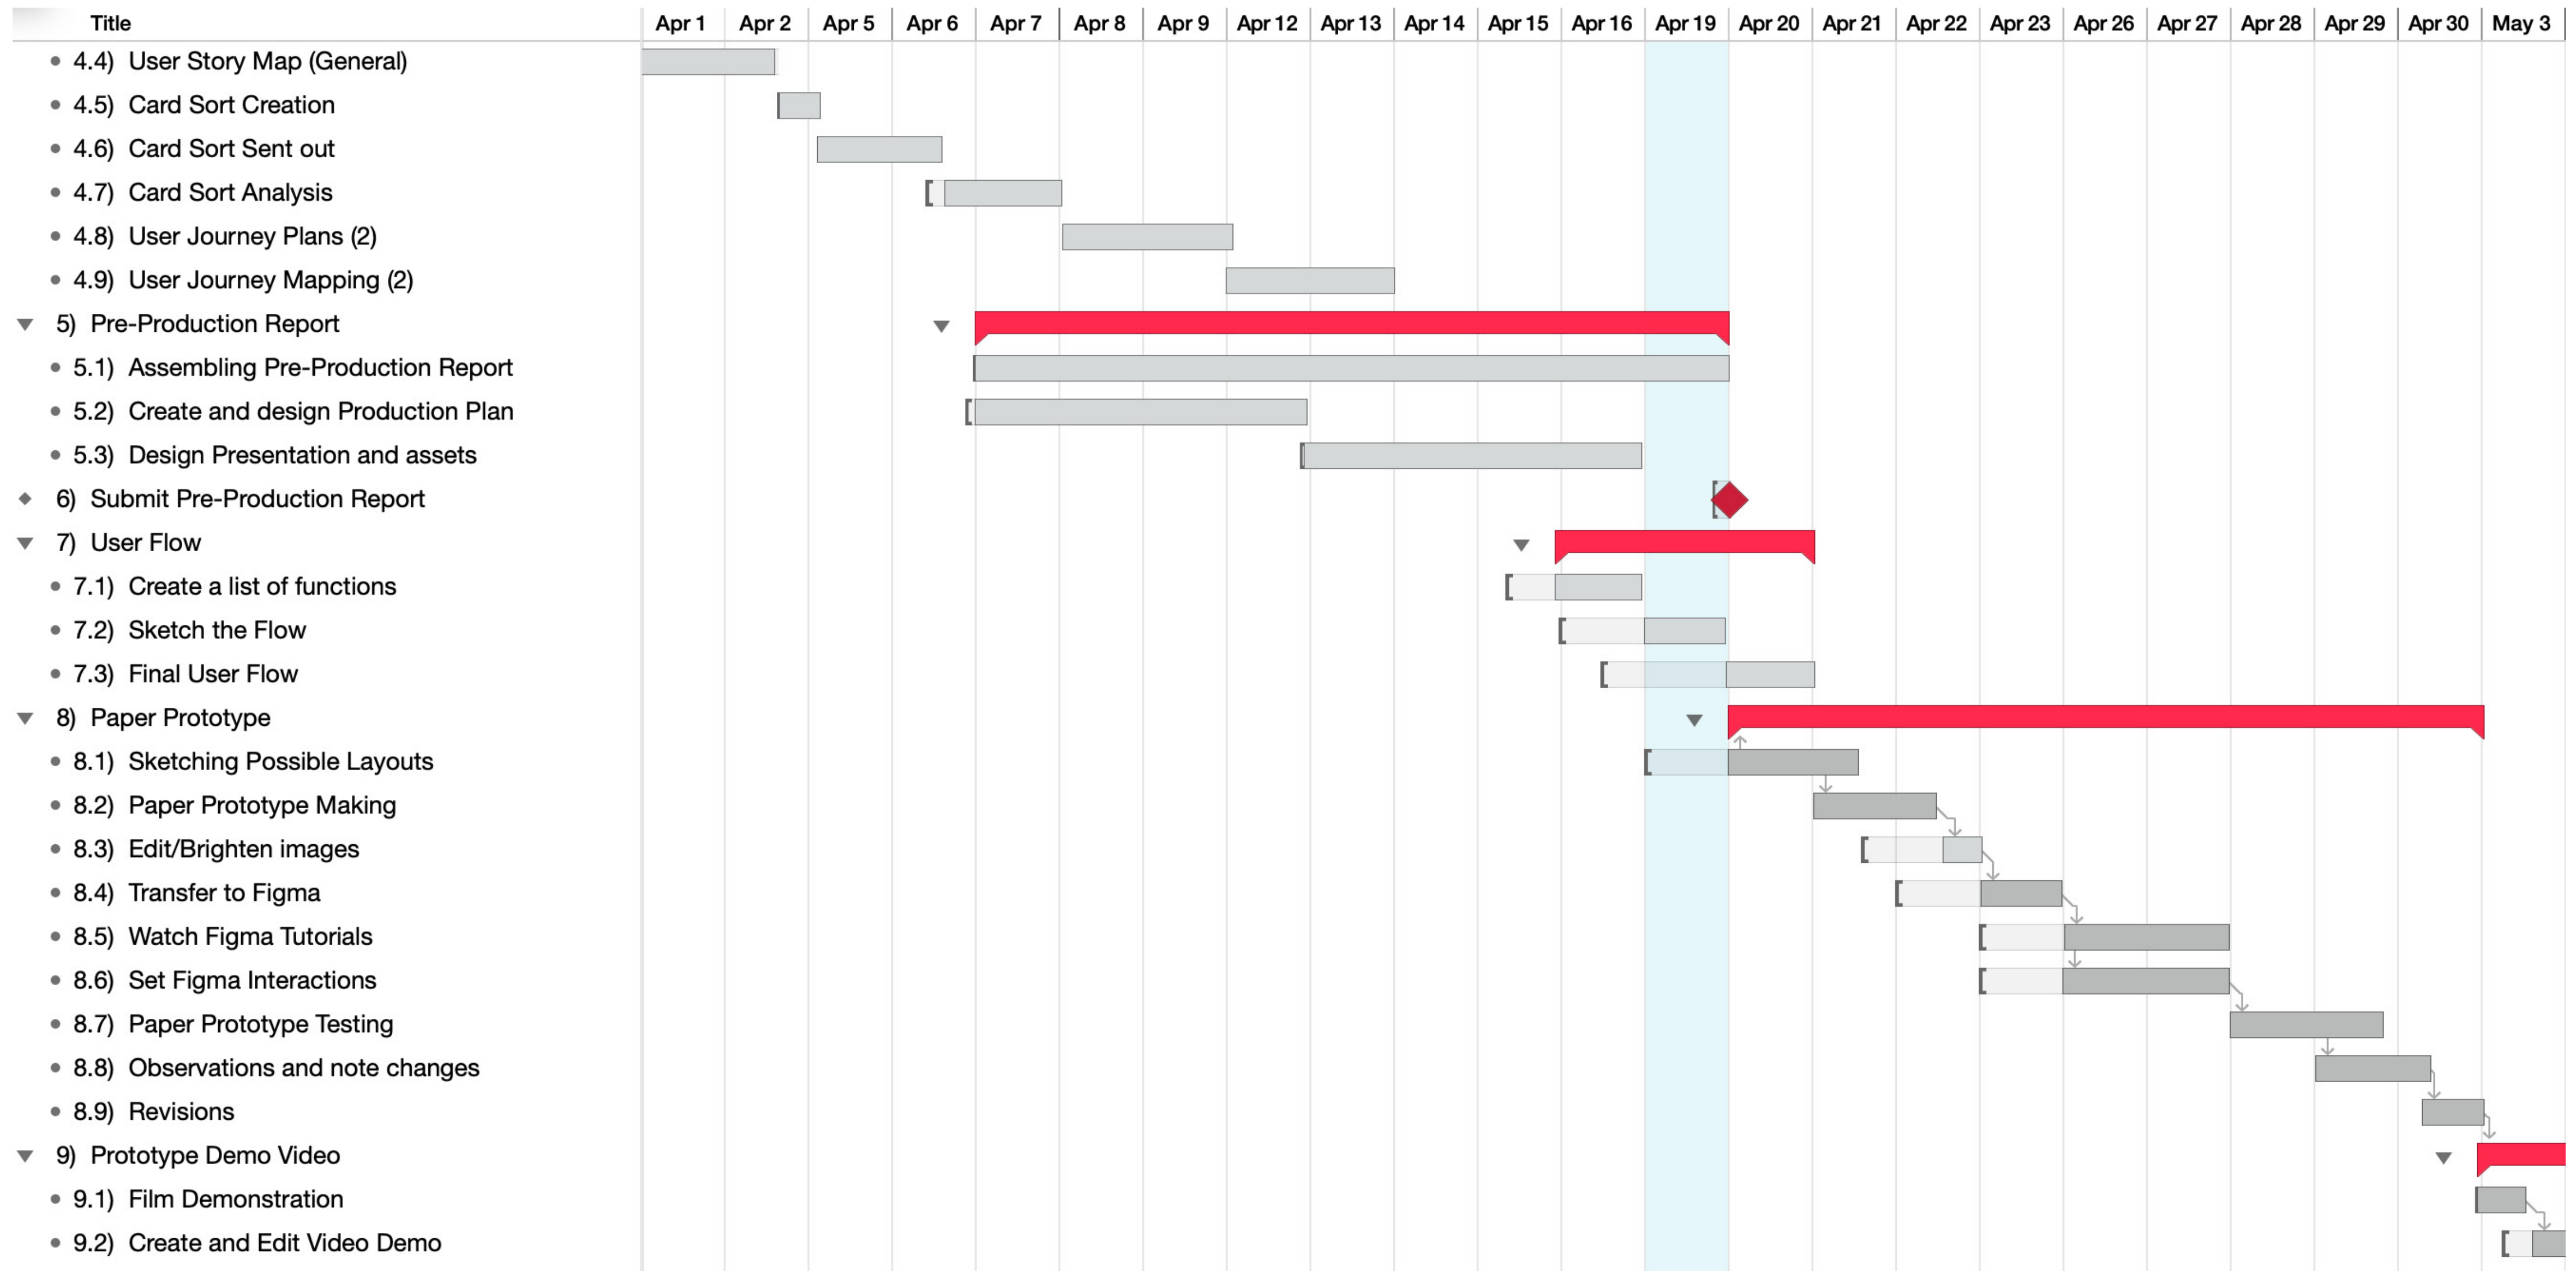 Title Apr 1 Apr 2 Apr 5 Apr 6 Apr 7 Apr 8 Apr 9 Apr 12 Apr 13 Apr 14 Apr 15 Apr 16 Apr 19 Apr 20 Apr 21 Apr 22 Apr 23 Apr 26 Apr 27 Apr 28 Apr 29 Apr 30 May 3
4.4) User Story Map (General)
4.5) Card Sort Creation
4.6) Card Sort Sent out
4.7) Card Sort Analysis
4.8) User Journey Plans (2)
4.9) User Journey Mapping (2)
5) Pre-Production Report
5.1) Assembling Pre-Production Report
5.2) Create and design Production Plan
5.3) Design Presentation and assets
6) Submit Pre-Production Report
7) User Flow
7.1) Create a list of functions
7.2) Sketch the Flow
7.3) Final User Flow
8) Paper Prototype
8.1) Sketching Possible Layouts
8.2) Paper Prototype Making
8.3) Edit/Brighten images
8.4) Transfer to Figma
8.5) Watch Figma Tutorials
8.6) Set Figma Interactions
8.7) Paper Prototype Testing
8.8) Observations and note changes
8.9) Revisions
9) Prototype Demo Video
9.1) Film Demonstration
9.2) Create and Edit Video Demo